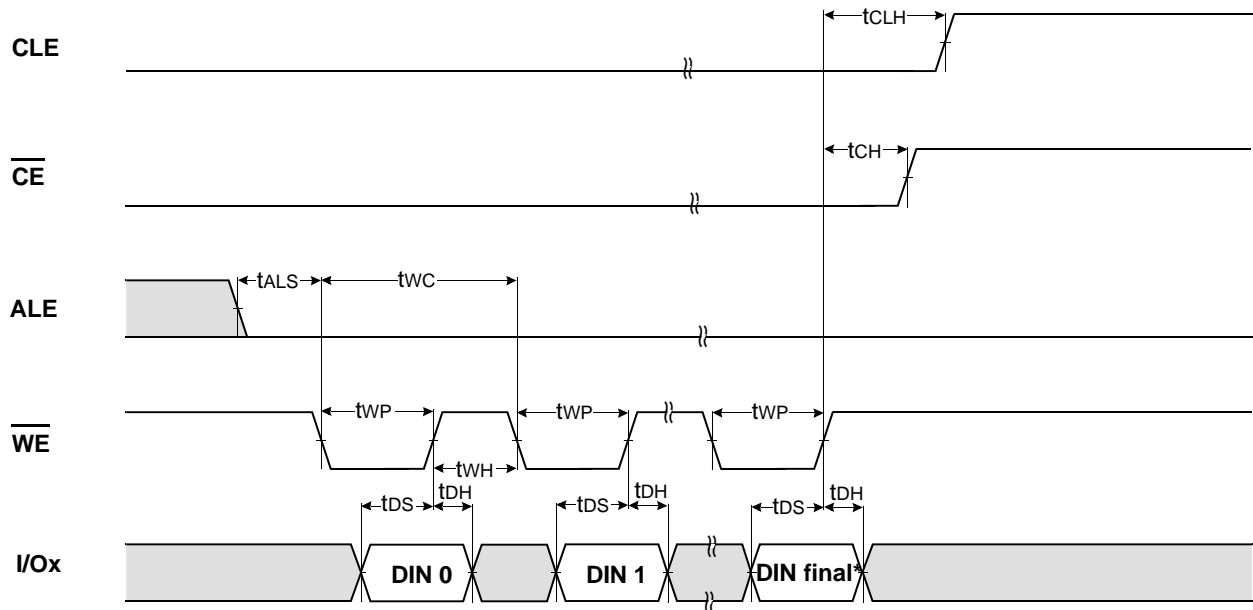 tCLH
CLE
tCH
CE
tALS
tWC
ALE
tWP
tWP
tWP
WE
tWH
tDS
tDH
tDS
tDH
tDS
tDH
I/Ox
DIN 0
DIN 1
DIN final*